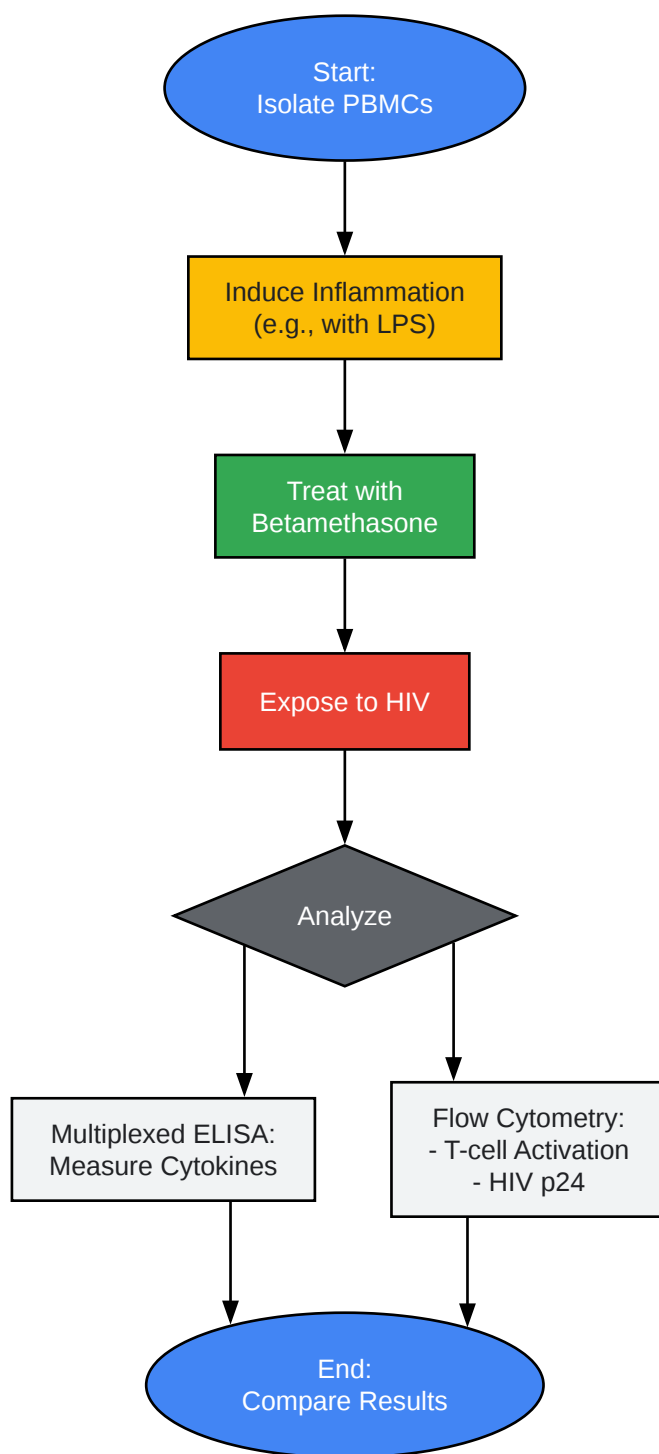 Start:
Isolate PBMCs
Induce Inflammation
(e.g., with LPS)
Treat with
Betamethasone
Expose to HIV
Analyze
Multiplexed ELISA:
Measure Cytokines
Flow Cytometry:
- T-cell Activation
- HIV p24
End:
Compare Results